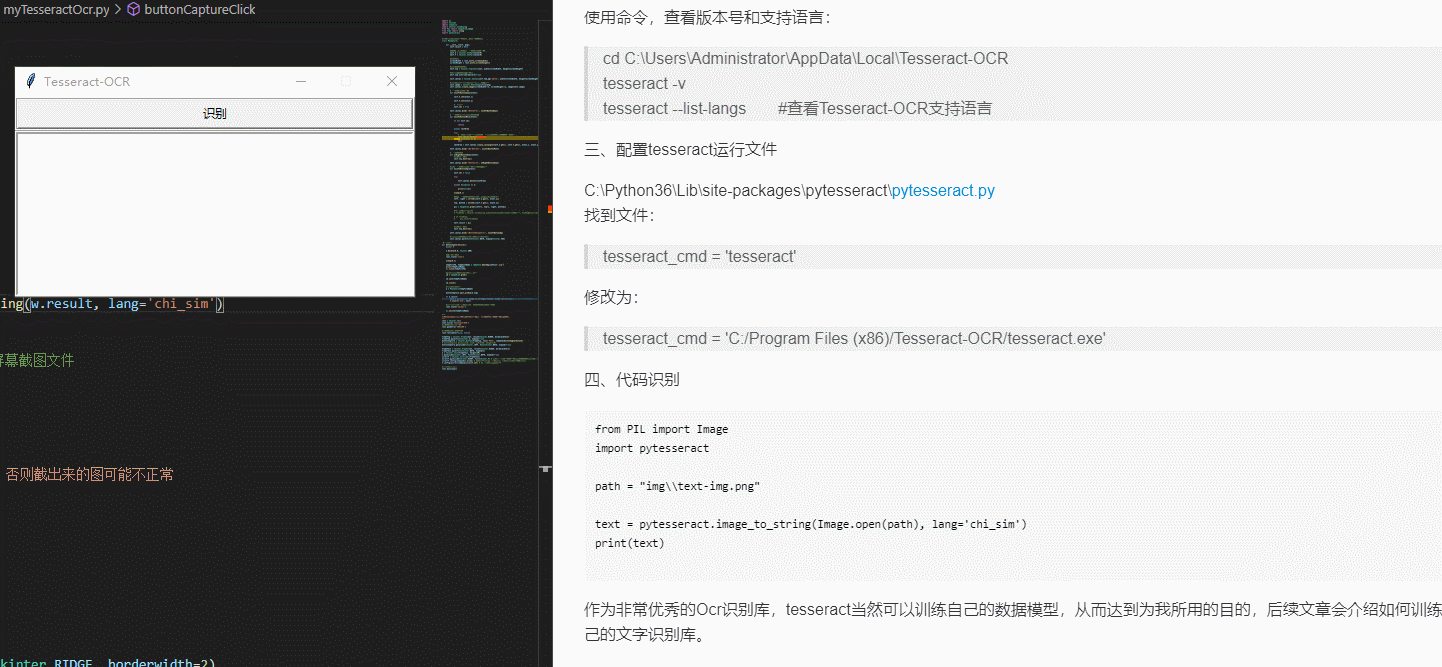 myTesseractOcr.py > buttonCaptureClick
Tesseract-OCR
识别
ing(w.result, lang='chi_sim')
屏幕截图文件
否则截出来的图可能不正常
kinter.RIDGE, borderwidth=2)
使用命令，查看版本号和支持语言：
cd C:\Users\Administrator\AppData\Local\Tesseract-OCR
tesseract -v
tesseract --list-langs #查看Tesseract-OCR支持语言
三、配置tesseract运行文件
C:\Python36\Lib\site-packages\pytesseract\pytesseract.py
找到文件：
tesseract_cmd = 'tesseract'
修改为：
tesseract_cmd = 'C:/Program Files (x86)/Tesseract-OCR/tesseract.exe'
四、代码识别
from PIL import Image
import pytesseract
path = "img\\text-img.png"
text = pytesseract.image_to_string(Image.open(path), lang='chi_sim')
print(text)
作为非常优秀的Ocr识别库，tesseract当然可以训练自己的数据模型，从而达到为我所用的目的，后续文章会介绍如何训练
己的文字识别库。